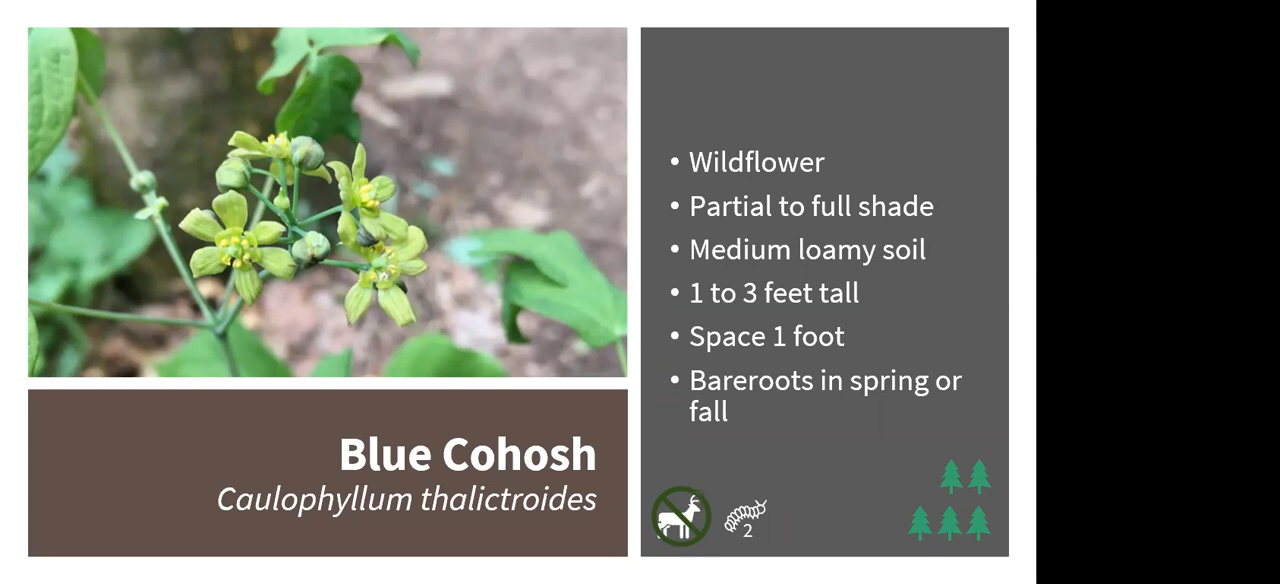 • Wildflower
• Partial to full shade
• Medium loamy soil
• 1 to 3 feet tall
• Space 1 foot
• Bareroots in spring or
fall
Blue Cohosh
Caulophyllum thalictroides
2